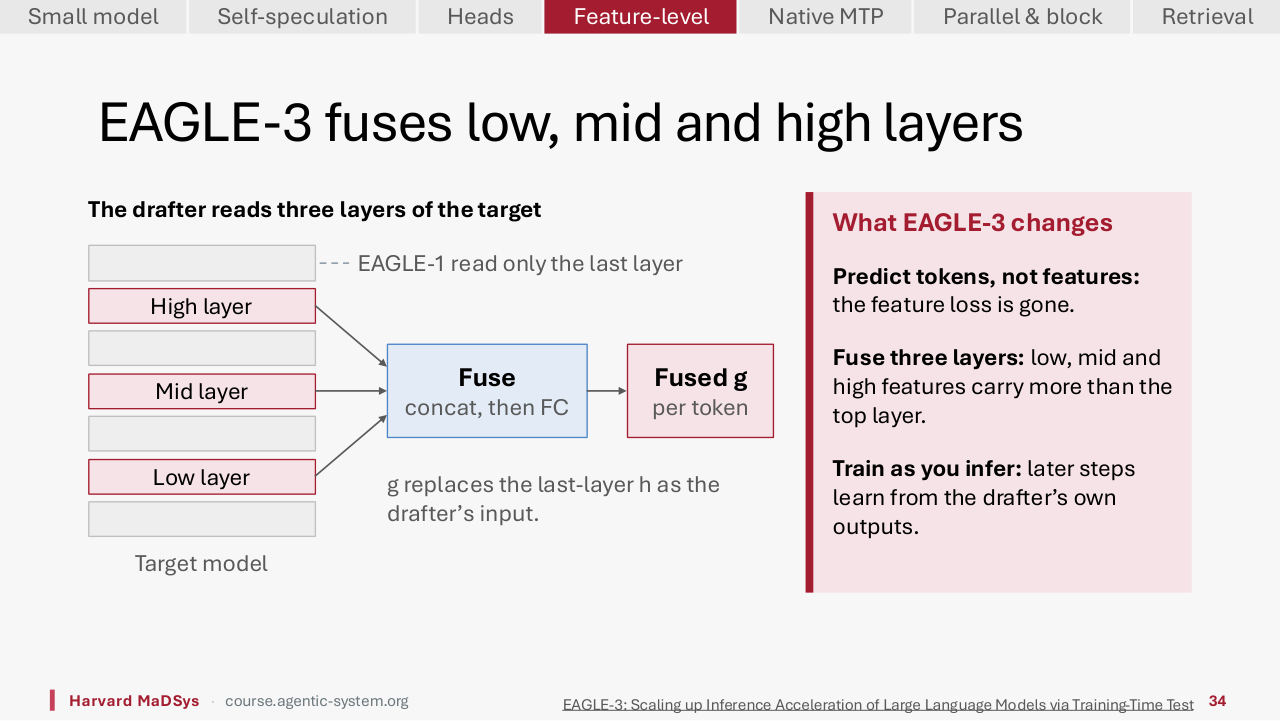 Small model
Self-speculation
Heads
Feature-level
Native MTP
Parallel & block
Retrieval
EAGLE-3 fuses low, mid and high layers
The drafter reads three layers of the target
EAGLE-1 read only the last layer
High layer
Mid layer
Low layer
Target model
Fuse
concat, then FC
Fused g
per token
g replaces the last-layer h as the
drafter's input.
What EAGLE-3 changes
Predict tokens, not features:
the feature loss is gone.
Fuse three layers: low, mid and
high features carry more than the
top layer.
Train as you infer: later steps
learn from the drafter's own
outputs.
Harvard MaDSys · course.agentic-system.org
EAGLE-3: Scaling up Inference Acceleration of Large Language Models via Training-Time Test
34